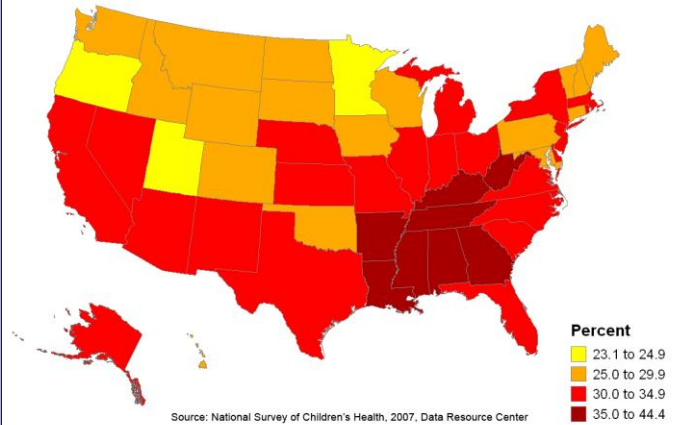 Percent
23.1 to 24.9
25.0 to 29.9
30.0 to 34.9
35.0 to 44.4
Source: National Survey of Children's Health, 2007, Data Resource Center